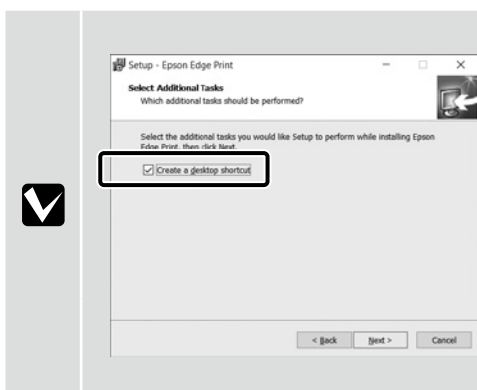 Setup - Epson Edge Print
Select Additional Tasks
Which additional tasks should be performed?
Select the additional tasks you would like Setup to perform while installing Epson
Edge Print, then click Next.
Create a desktop shortcut
< Back
Next >
Cancel